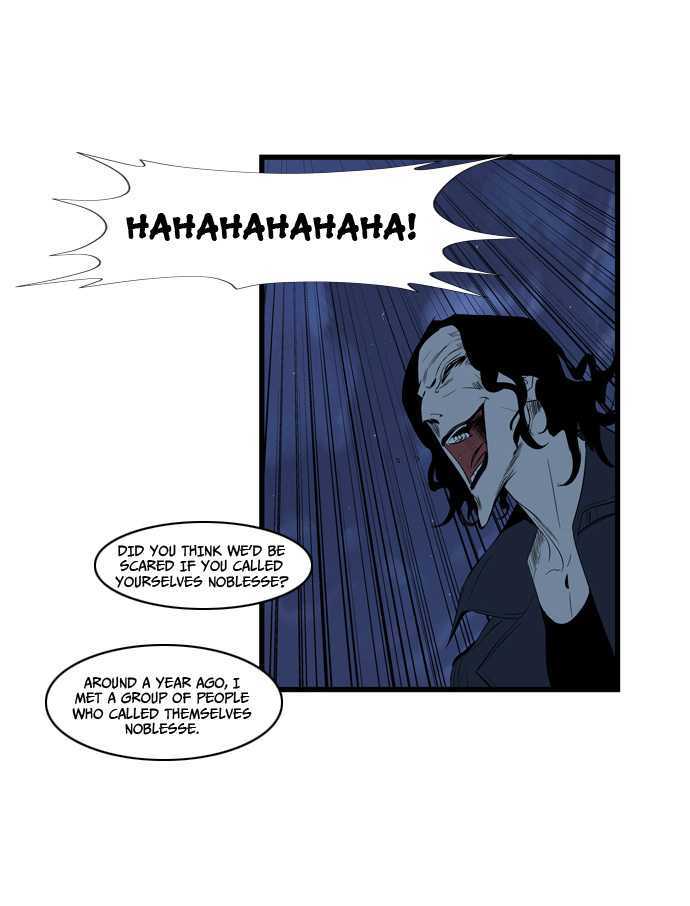 HAHAHAHAHAHA!
DID YOU THINK WE'D BE
SCARED IF YOU CALLED
YOURSELVES NOBLESSE?
AROUND A YEAR AGO, I
MET A GROUP OF PEOPLE
WHO CALLED THEMSELVES
NOBLESSE.